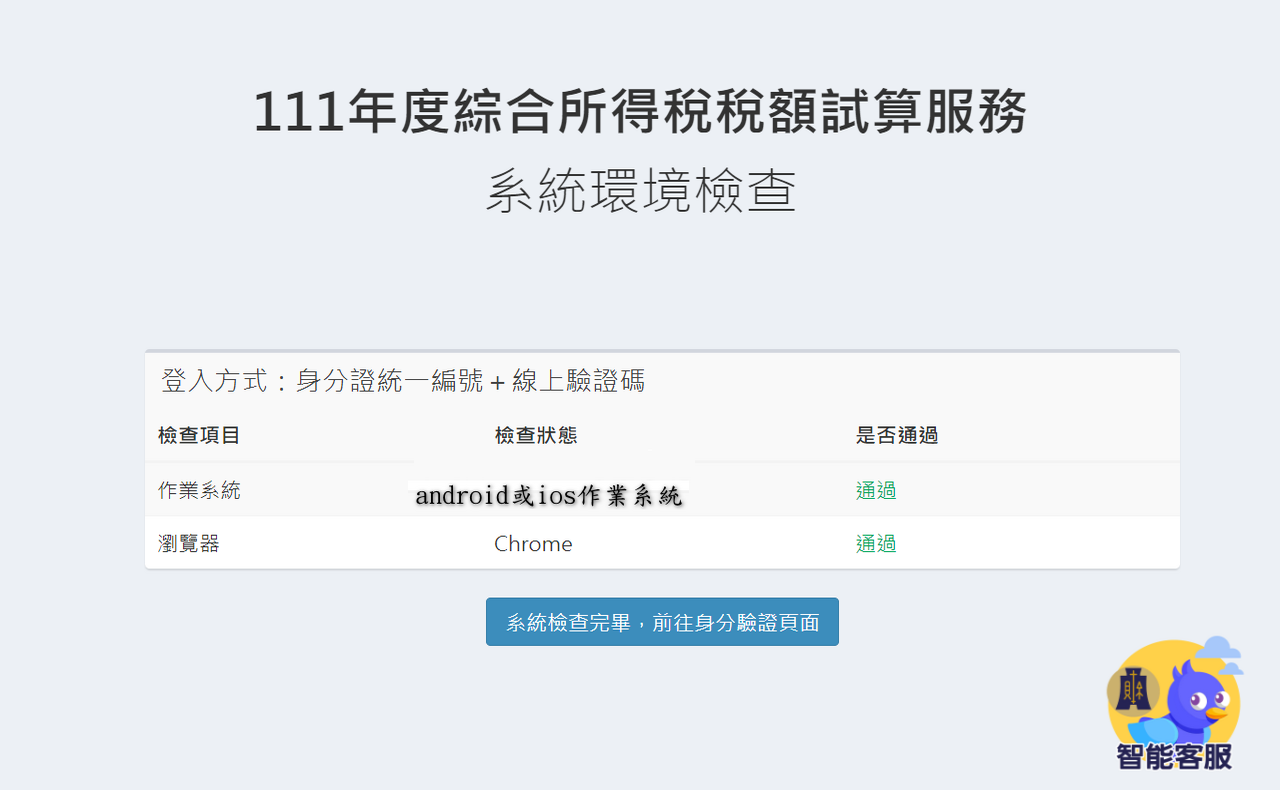 111年度綜合所得稅稅額試算服務
系統環境檢查
登入方式：身分證統一編號＋線上驗證碼
檢查項目 檢查狀態 是否通過
作業系統 android或ios作業系統 通過
瀏覽器 Chrome 通過
系統檢查完畢，前往身分驗證頁面
智能客服